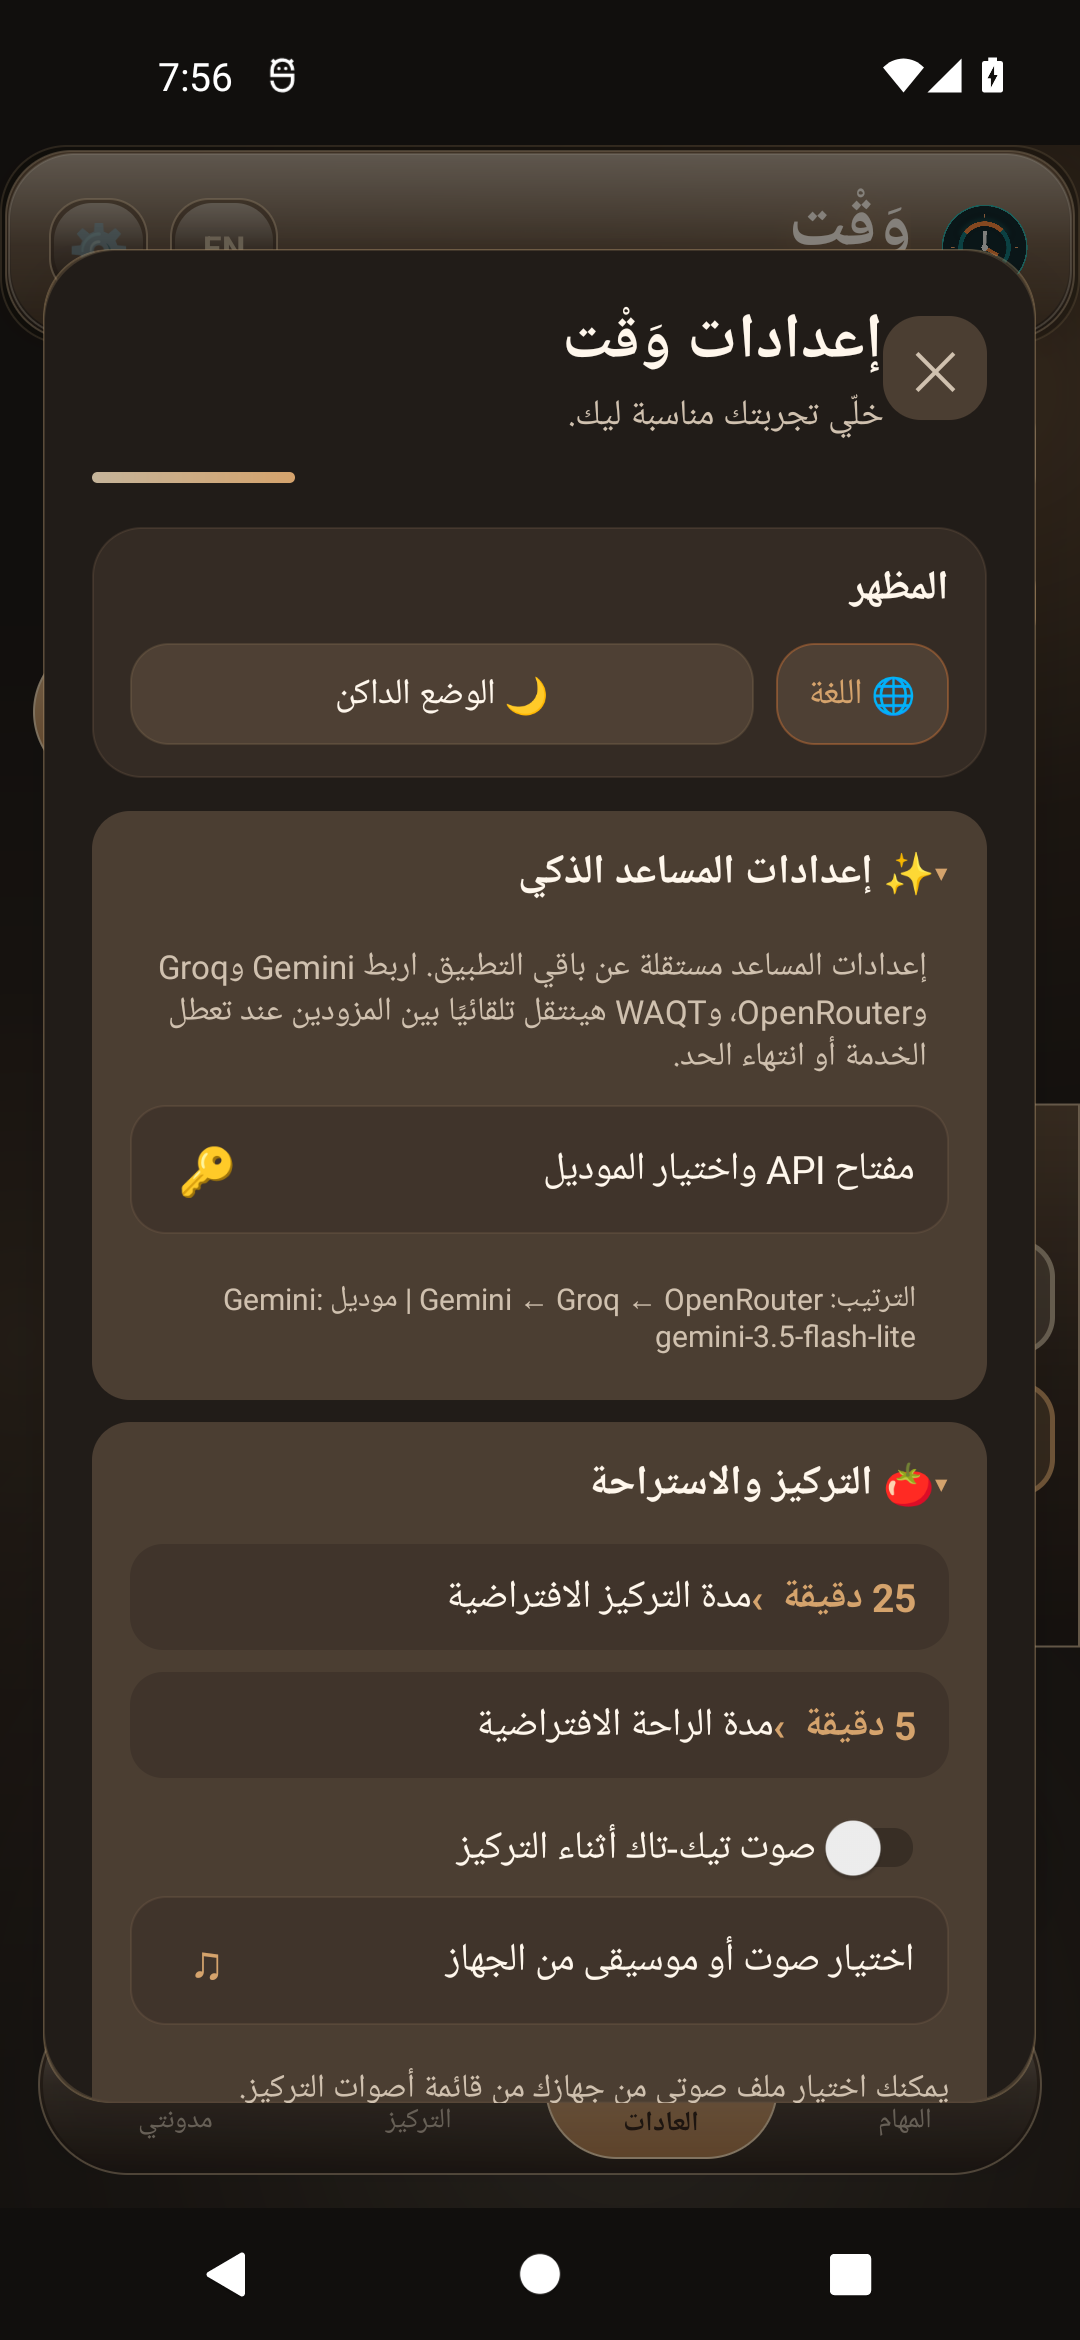 7:56
وَقْت
EN
إعدادات وَقْت
خلّي تجربتك مناسبة ليك.
المظهر
🌐 اللغة
🌙 الوضع الداكن
▾✨ إعدادات المساعد الذكي
إعدادات المساعد مستقلة عن باقي التطبيق. اربط Gemini وGroq
وOpenRouter، وWAQT هينتقل تلقائيًا بين المزودين عند تعطل
الخدمة أو انتهاء الحد.
مفتاح API واختيار الموديل 🔑
الترتيب: Gemini ← Groq ← OpenRouter | موديل Gemini:
gemini-3.5-flash-lite
▾🍅 التركيز والاستراحة
25 دقيقة ‹مدة التركيز الافتراضية
5 دقيقة ‹مدة الراحة الافتراضية
صوت تيك-تاك أثناء التركيز
اختيار صوت أو موسيقى من الجهاز ♫
يمكنك اختيار ملف صوتي من جهازك من قائمة أصوات التركيز.
المهام
العادات
التركيز
مدونتي